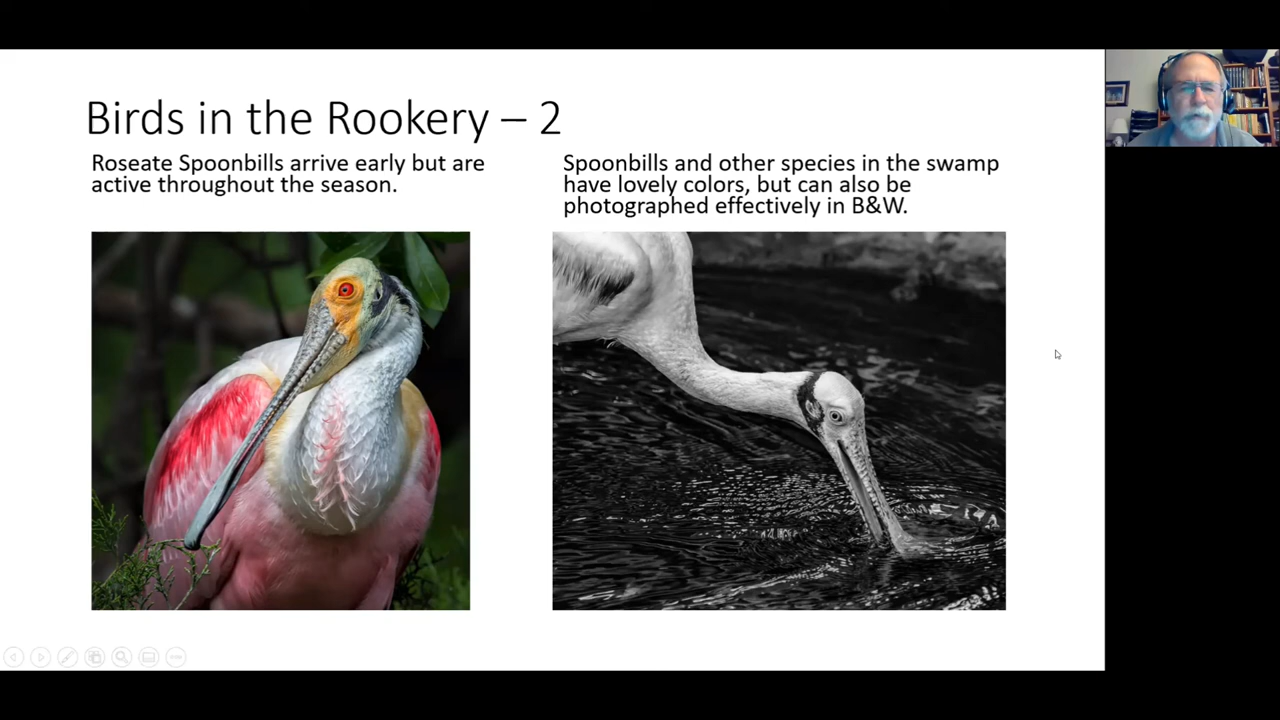 Birds in the Rookery – 2
Roseate Spoonbills arrive early but are
active throughout the season.
Spoonbills and other species in the swamp
have lovely colors, but can also be
photographed effectively in B&W.